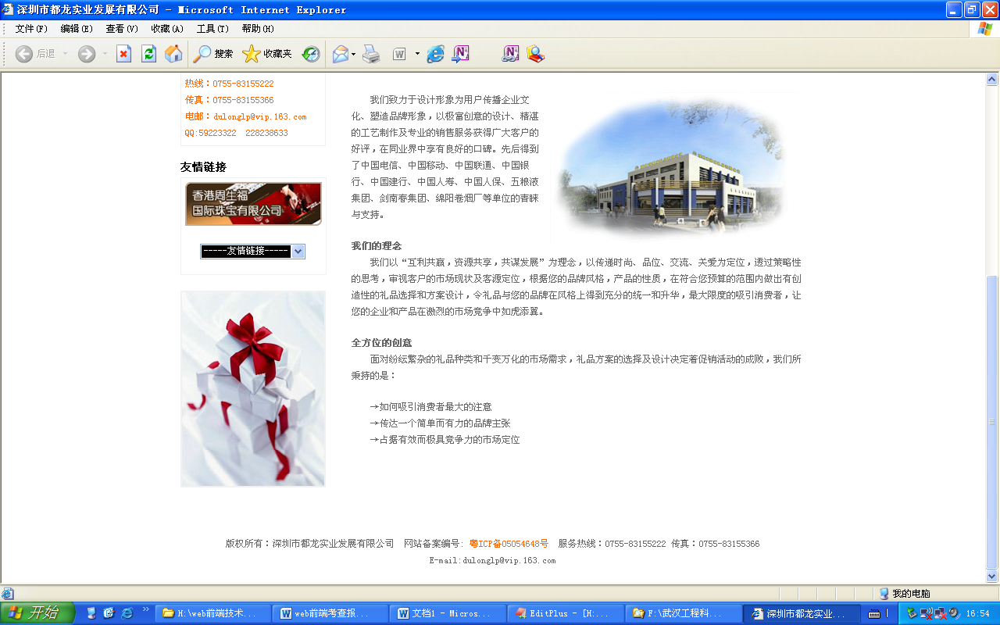 深圳市都龙实业发展有限公司 - Microsoft Internet Explorer
文件(F) 编辑(E) 查看(V) 收藏(A) 工具(T) 帮助(H)
后退 搜索 收藏夹
热线：0755-83155222
传真：0755-83155366
电邮：dulonglp@vip.163.com
QQ:59223322 228238633
友情链接
香港周生福
国际珠宝有限公司
-----友情链接-----
我们致力于设计形象为用户传播企业文
化、塑造品牌形象，以极富创意的设计、精湛
的工艺制作及专业的销售服务获得广大客户的
好评，在同业界中享有良好的口碑。先后得到
了中国电信、中国移动、中国联通、中国银
行、中国建行、中国人寿、中国人保、五粮液
集团、剑南春集团、绵阳卷烟厂等单位的青睐
与支持。
我们的理念
我们以“互利共赢，资源共享，共谋发展”为理念，以传递时尚、品位、交流、关爱为定位，透过策略性
的思考，审视客户的市场现状及客源定位，根据您的品牌风格，产品的性质，在符合您预算的范围内做出有创
造性的礼品选择和方案设计，令礼品与您的品牌在风格上得到充分的统一和升华，最大限度的吸引消费者，让
您的企业和产品在激烈的市场竞争中如虎添翼。
全方位的创意
面对纷纭繁杂的礼品种类和千变万化的市场需求，礼品方案的选择及设计决定着促销活动的成败，我们所
秉持的是：
→如何吸引消费者最大的注意
→传达一个简单而有力的品牌主张
→占据有效而极具竞争力的市场定位
版权所有：深圳市都龙实业发展有限公司 网站备案编号: 粤ICP备05054648号 服务热线：0755-83155222 传真：0755-83155366
E-mail:dulonglp@vip.163.com
我的电脑
开始 H:\web前端技术... web前端考查报... 文档1 - Micros... EditPlus - [H:... F:\武汉工程科... 深圳市都龙实业... 16:54